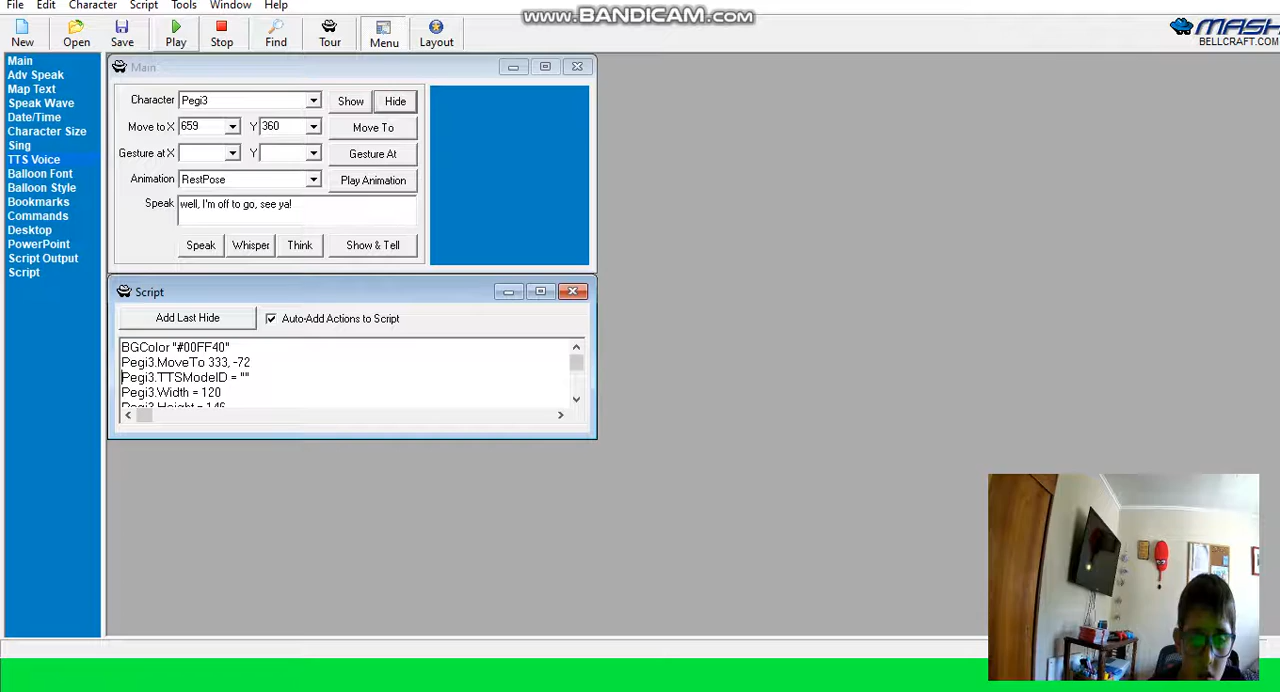 File Edit Character Script Tools Window Help
www.BANDICAM.com
New Open Save Play Stop Find Tour Menu Layout
BELLCRAFT.COM
Main
Adv Speak
Map Text
Speak Wave
Date/Time
Character Size
Sing
TTS Voice
Balloon Font
Balloon Style
Bookmarks
Commands
Desktop
PowerPoint
Script Output
Script
Main
Character Pegi3 Show Hide
Move to X 659 Y 360 Move To
Gesture at X Y Gesture At
Animation RestPose Play Animation
Speak well, I'm off to go, see ya!
Speak Whisper Think Show & Tell
Script
Add Last Hide Auto-Add Actions to Script
BGColor "#00FF40"
Pegi3.MoveTo 333, -72
Pegi3.TTSModeID = ""
Pegi3.Width = 120
Pegi3.Height = 146